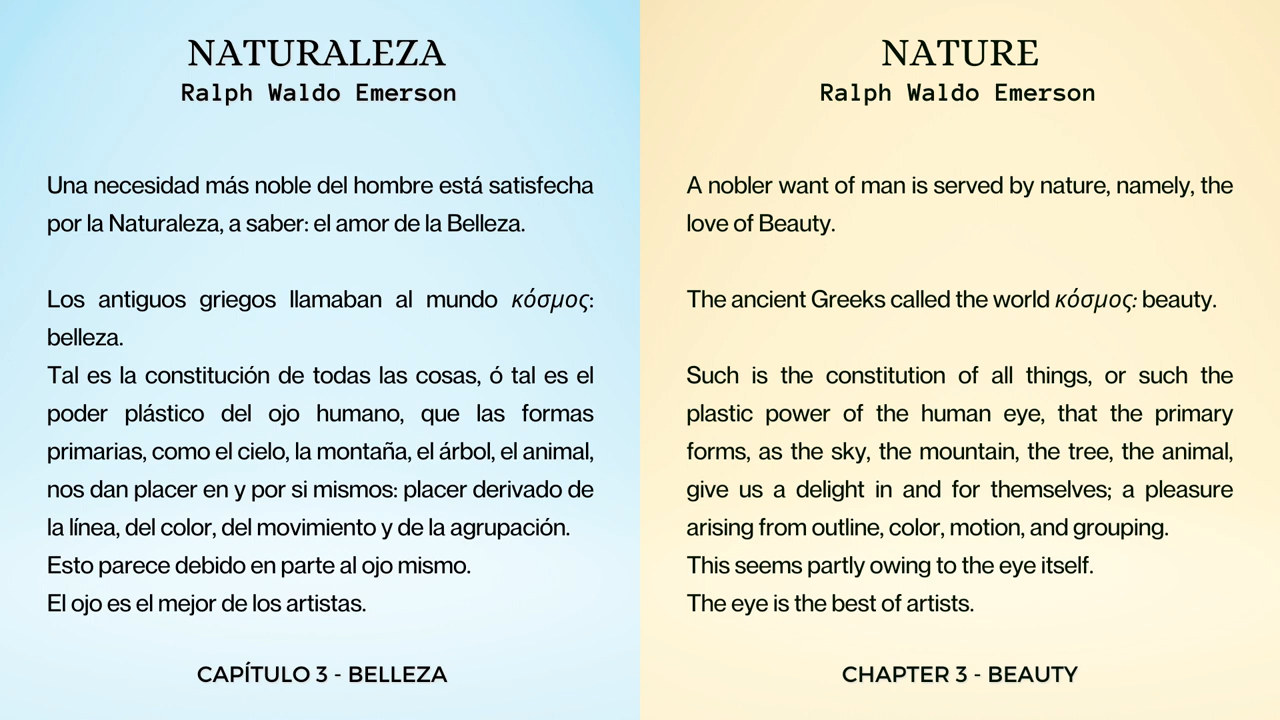 NATURALEZA
Ralph Waldo Emerson
Una necesidad más noble del hombre está satisfecha
por la Naturaleza, a saber: el amor de la Belleza.
Los antiguos griegos llamaban al mundo κόσμος:
belleza.
Tal es la constitución de todas las cosas, ó tal es el
poder plástico del ojo humano, que las formas
primarias, como el cielo, la montaña, el árbol, el animal,
nos dan placer en y por si mismos: placer derivado de
la línea, del color, del movimiento y de la agrupación.
Esto parece debido en parte al ojo mismo.
El ojo es el mejor de los artistas.
CAPÍTULO 3 - BELLEZA
NATURE
Ralph Waldo Emerson
A nobler want of man is served by nature, namely, the
love of Beauty.
The ancient Greeks called the world κόσμος: beauty.
Such is the constitution of all things, or such the
plastic power of the human eye, that the primary
forms, as the sky, the mountain, the tree, the animal,
give us a delight in and for themselves; a pleasure
arising from outline, color, motion, and grouping.
This seems partly owing to the eye itself.
The eye is the best of artists.
CHAPTER 3 - BEAUTY